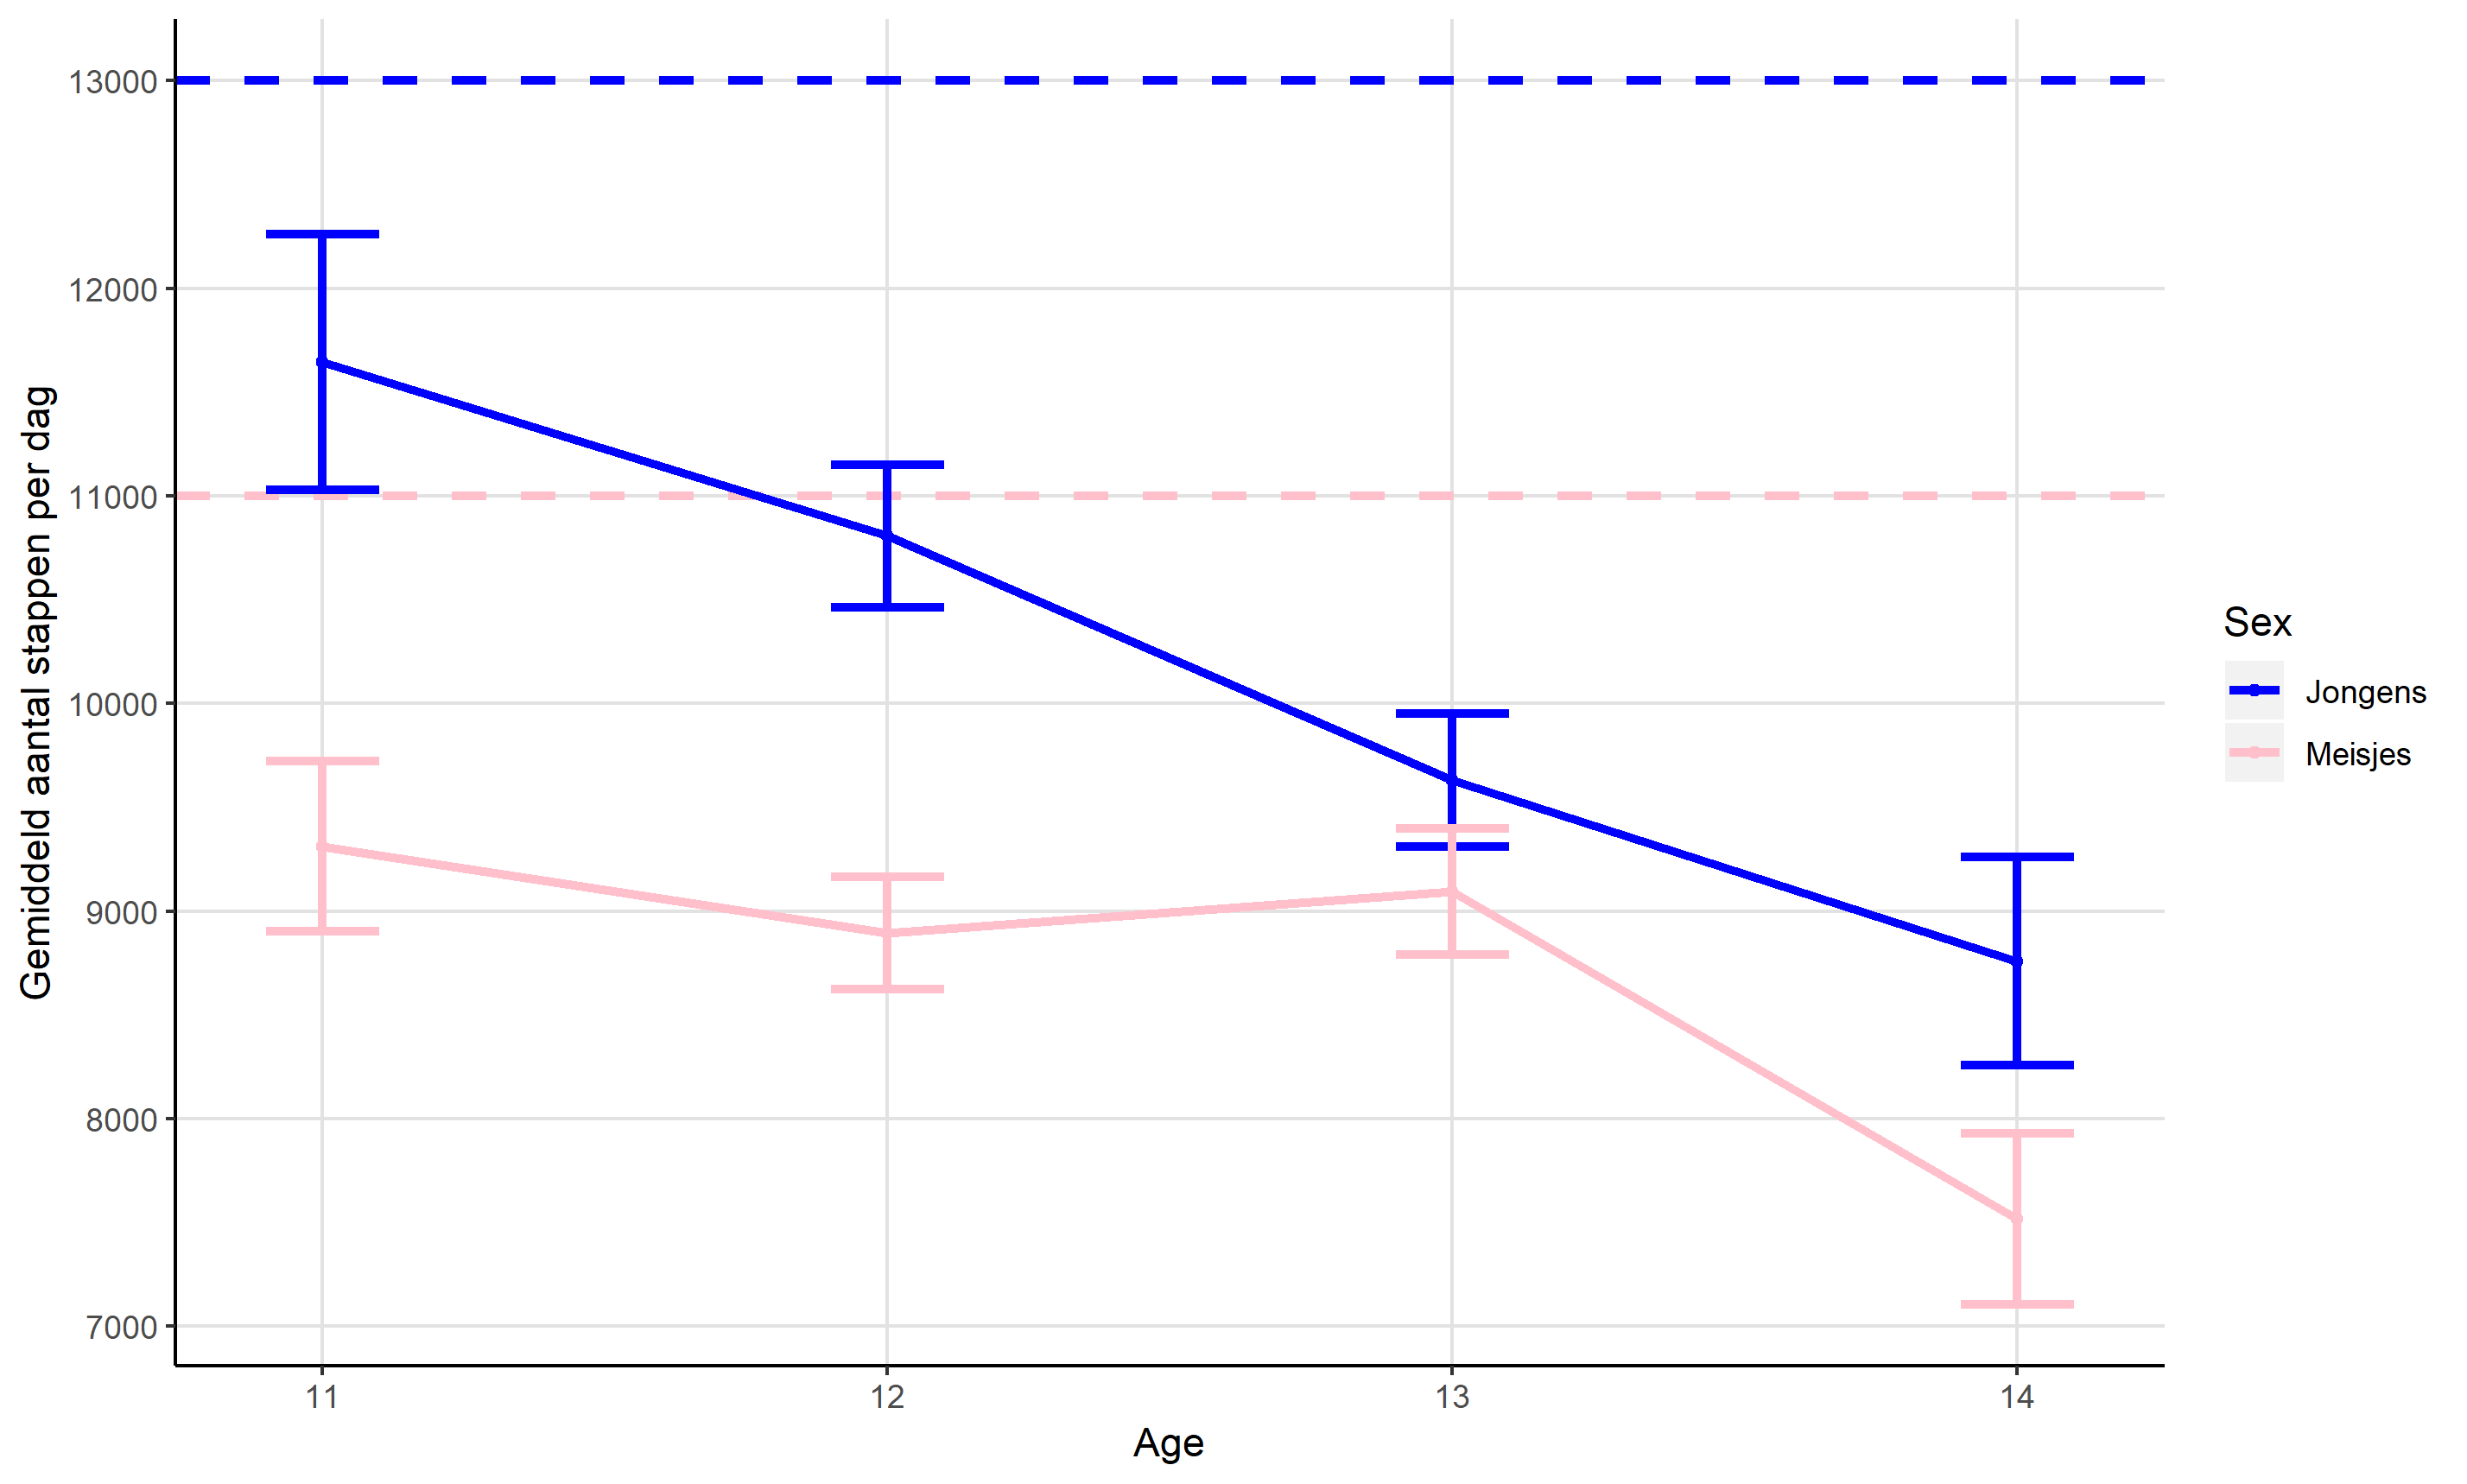 Gemiddeld aantal stappen per dag
13000
12000
11000
10000
9000
8000
7000
11
12
13
14
Age
Sex
Jongens
Meisjes